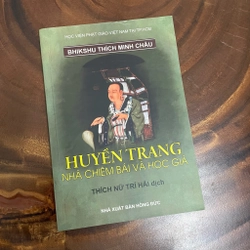 HỌC VIỆN PHẬT GIÁO VIỆT NAM TẠI TP.HCM
BHIKSHU THÍCH MINH CHÂU
HUYỀN TRANG
NHÀ CHIÊM BÁI VÀ HỌC GIẢ
THÍCH NỮ TRÍ HẢI dịch
NHÀ XUẤT BẢN HỒNG ĐỨC